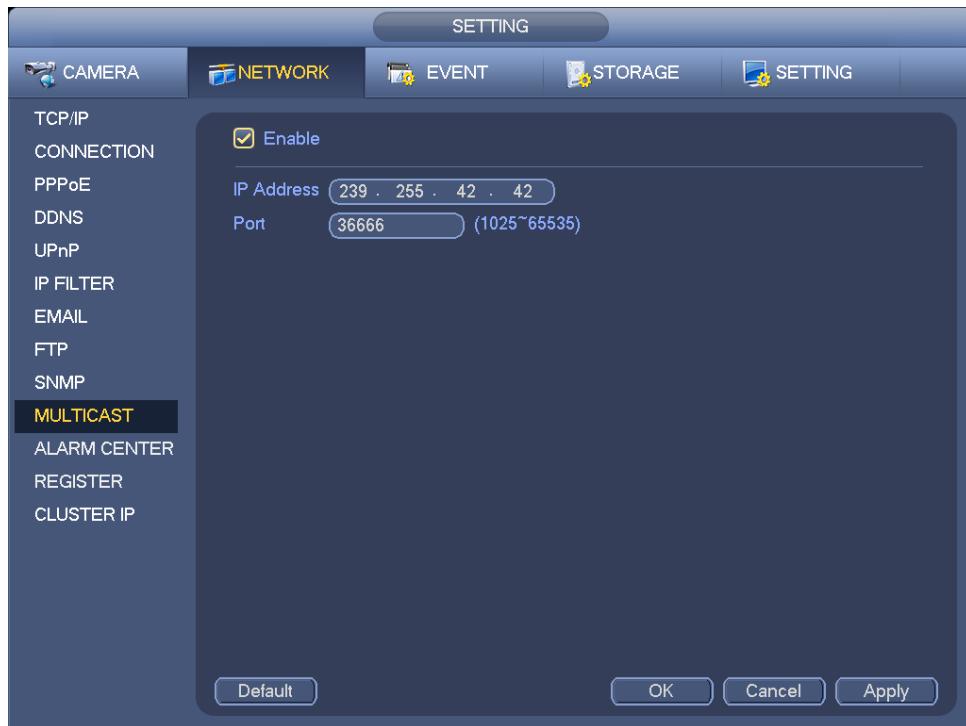 SETTING
CAMERA NETWORK EVENT STORAGE SETTING
TCP/IP
CONNECTION
PPPoE
DDNS
UPnP
IP FILTER
EMAIL
FTP
SNMP
MULTICAST
ALARM CENTER
REGISTER
CLUSTER IP
Enable
IP Address 239 . 255 . 42 . 42
Port 36666 (1025~65535)
Default OK Cancel Apply